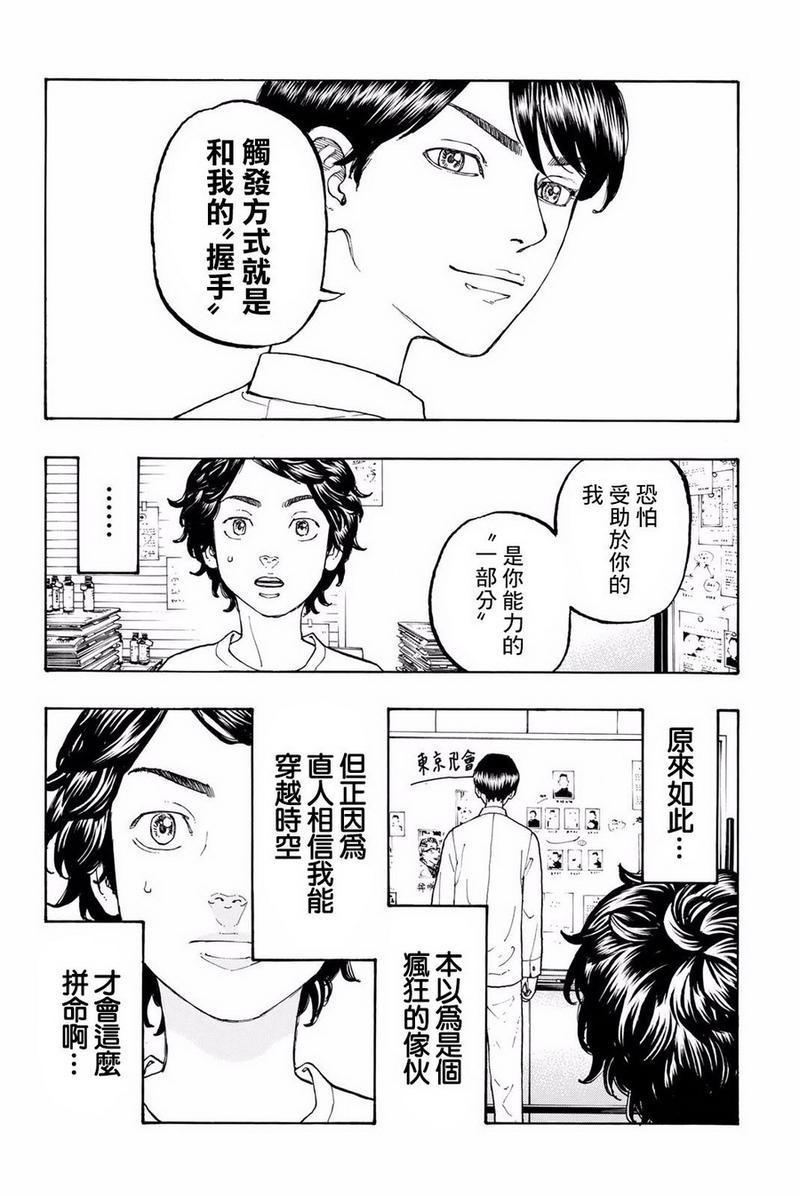 觸發方式就是
和我的〝握手〞
恐怕
受助於你的
我
是你能力的
〝一部分〞
……
原來如此…
東京卍會
本以為是個
瘋狂的傢伙
但正因為
直人相信我能
穿越時空
才會這麼
拼命啊…